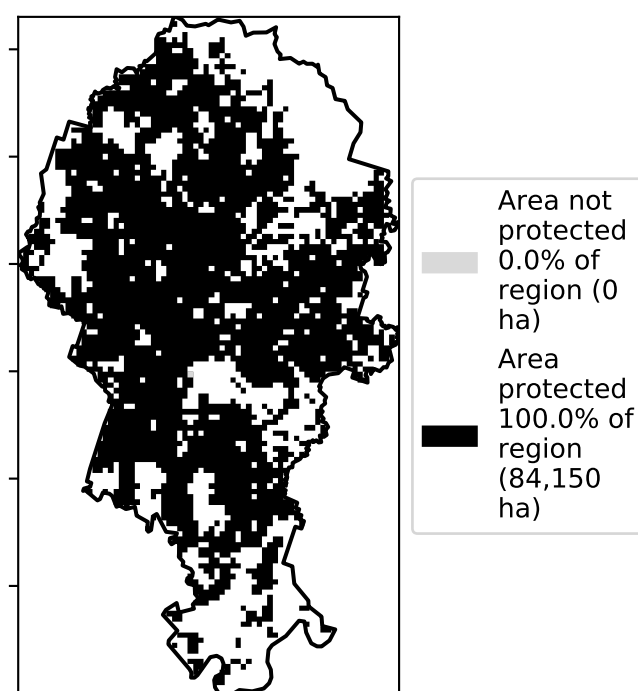 Area not
protected
0.0% of
region (0
ha)
Area
protected
100.0% of
region
(84,150
ha)